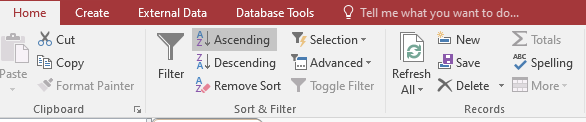 Home Create External Data Database Tools Tell me what you want to do...
Cut Ascending Selection New Totals
Copy Descending Advanced Save Spelling
Paste Format Painter Filter Remove Sort Toggle Filter Refresh All Delete More
Clipboard Sort & Filter Records